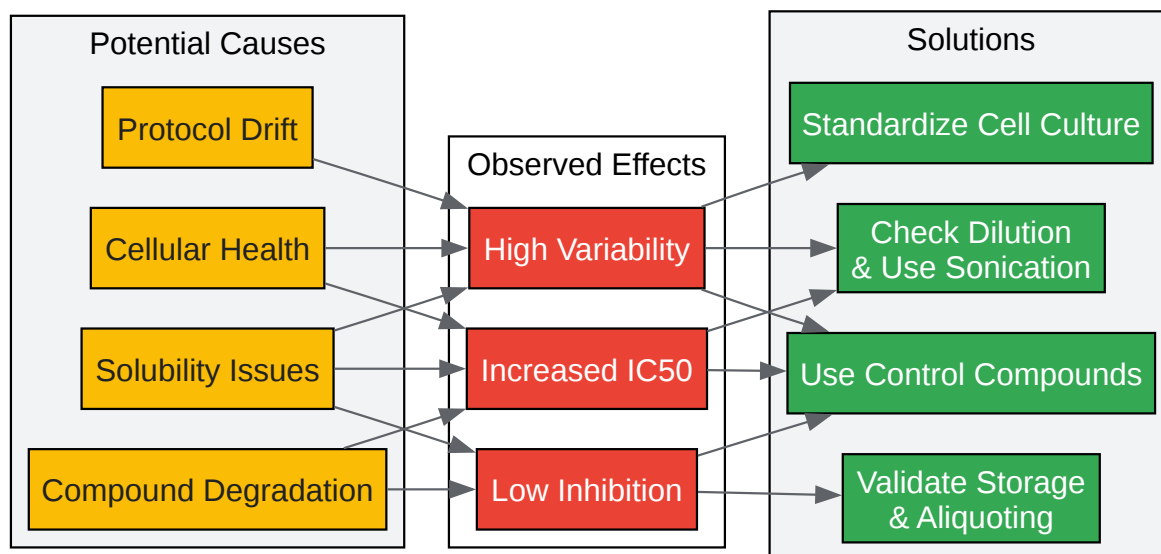 Potential Causes
Protocol Drift
Cellular Health
Solubility Issues
Compound Degradation
Observed Effects
High Variability
Increased IC50
Low Inhibition
Solutions
Standardize Cell Culture
Check Dilution
& Use Sonication
Use Control Compounds
Validate Storage
& Aliquoting